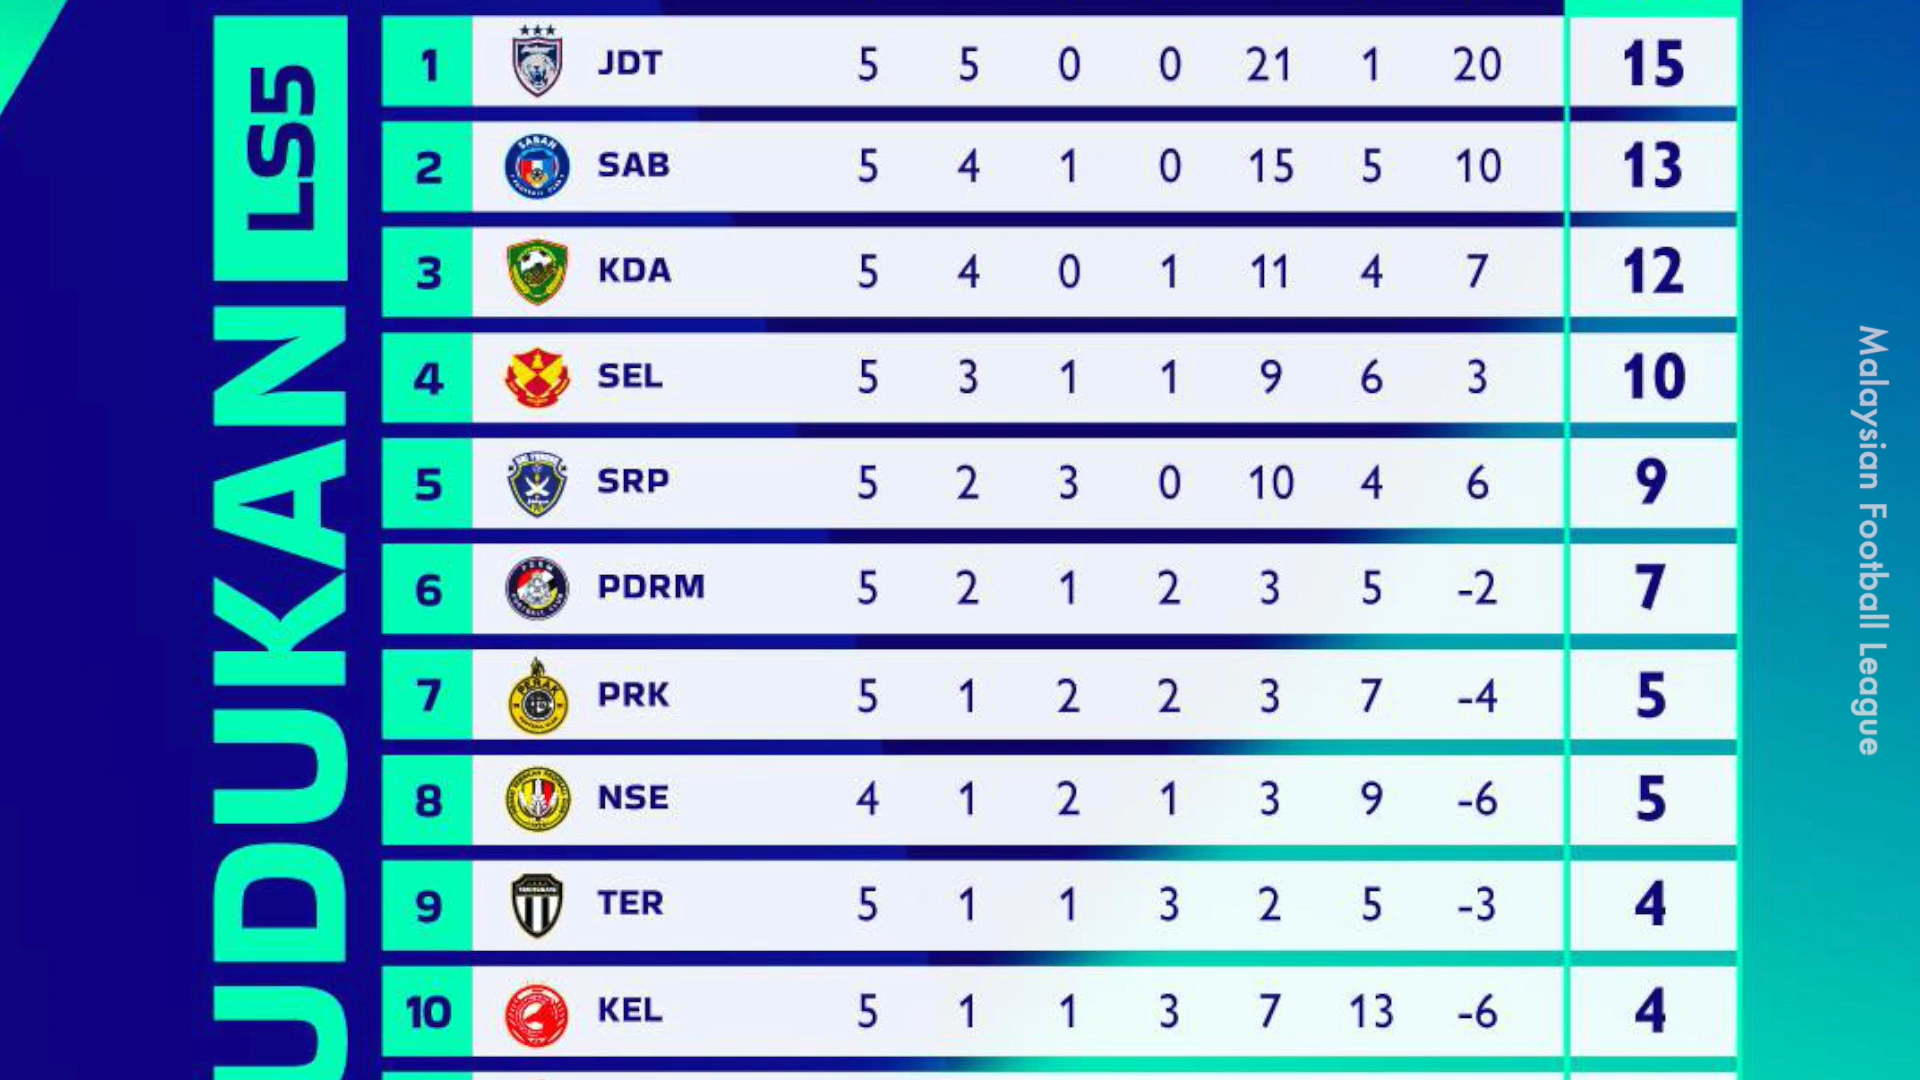 LS5
UDUKAN
1 JDT 5 5 0 0 21 1 20 15
2 SAB 5 4 1 0 15 5 10 13
3 KDA 5 4 0 1 11 4 7 12
4 SEL 5 3 1 1 9 6 3 10
5 SRP 5 2 3 0 10 4 6 9
6 PDRM 5 2 1 2 3 5 -2 7
7 PRK 5 1 2 2 3 7 -4 5
8 NSE 4 1 2 1 3 9 -6 5
9 TER 5 1 1 3 2 5 -3 4
10 KEL 5 1 1 3 7 13 -6 4
SABAH
PERAK
Malaysian Football League